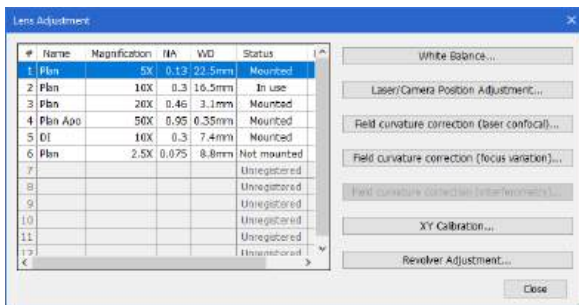 Lens Adjustment
# Name Magnification NA WD Status
1 Plan 5X 0.13 22.5mm Mounted
2 Plan 10X 0.3 16.5mm In use
3 Plan 20X 0.46 3.1mm Mounted
4 Plan Apo 50X 0.95 0.35mm Mounted
5 DI 10X 0.3 7.4mm Mounted
6 Plan 2.5X 0.075 8.8mm Not mounted
7 Unregistered
8 Unregistered
9 Unregistered
10 Unregistered
11 Unregistered
12 Unregistered
White Balance...
Laser/Camera Position Adjustment...
Field curvature correction (laser confocal)...
Field curvature correction (focus variation)...
Field curvature correction (interferometry)...
XY Calibration...
Revolver Adjustment...
Close